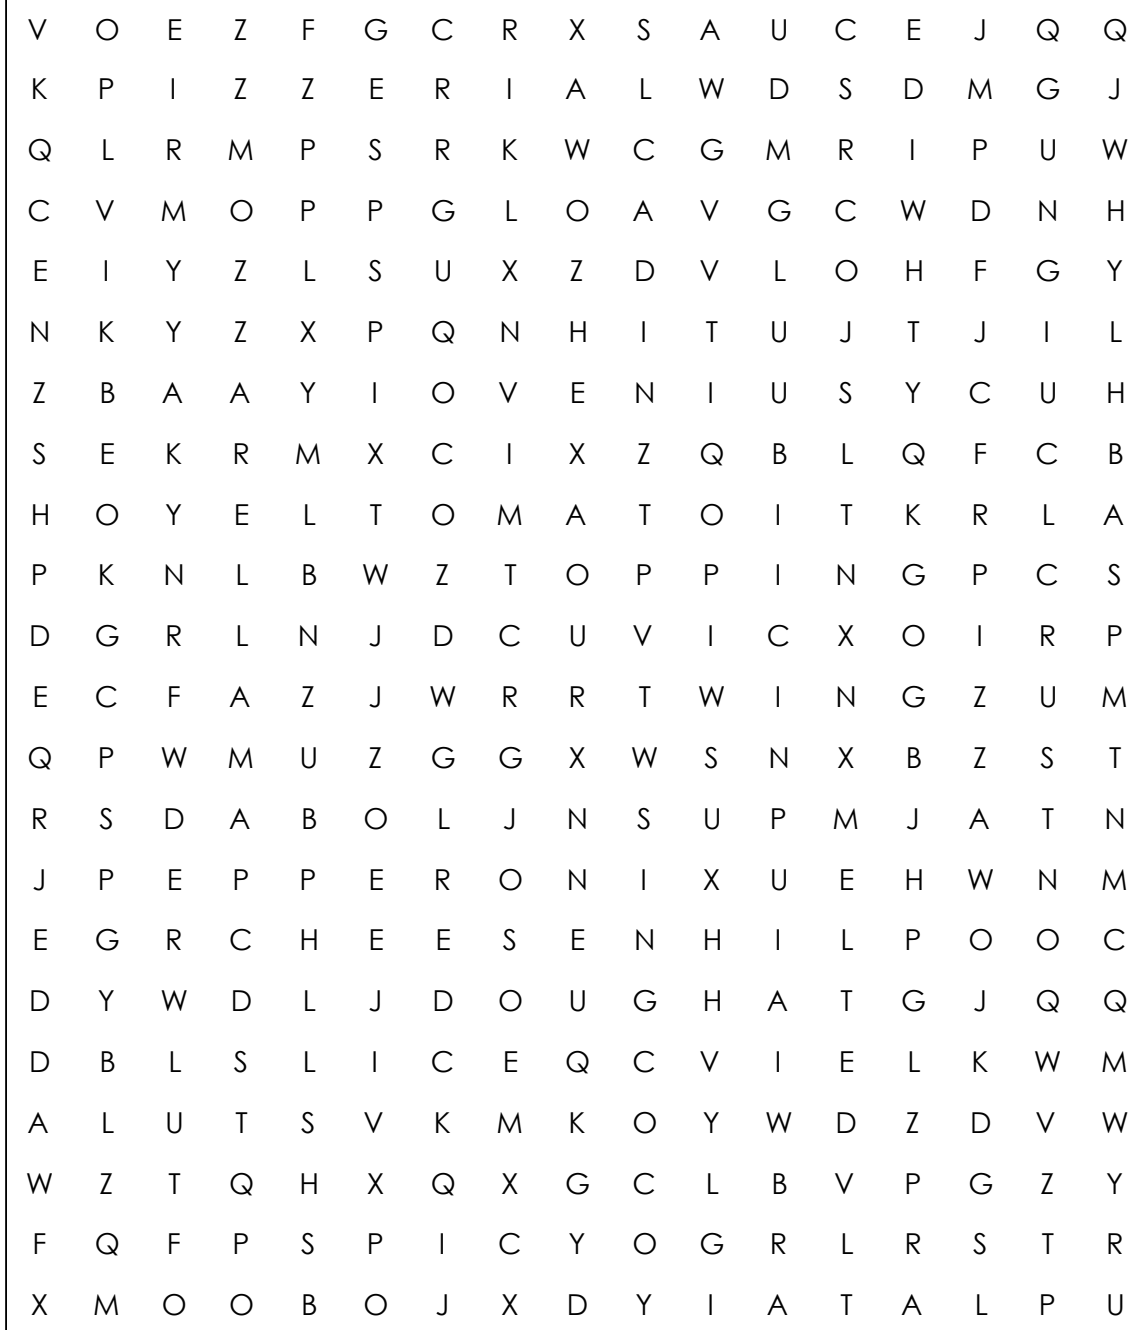 V O E Z F G C R X S A U C E J Q Q
K P I Z Z E R I A L W D S D M G J
Q L R M P S R K W C G M R I P U W
C V M O P P G L O A V G C W D N H
E I Y Z L S U X Z D V L O H F G Y
N K Y Z X P Q N H I T U J T J I L
Z B A A Y I O V E N I U S Y C U H
S E K R M X C I X Z Q B L Q F C B
H O Y E L T O M A T O I T K R L A
P K N L B W Z T O P P I N G P C S
D G R L N J D C U V I C X O I R P
E C F A Z J W R R T W I N G Z U M
Q P W M U Z G G X W S N X B Z S T
R S D A B O L J N S U P M J A T N
J P E P P E R O N I X U E H W N M
E G R C H E E S E N H I L P O O C
D Y W D L J D O U G H A T G J Q Q
D B L S L I C E Q C V I E L K W M
A L U T S V K M K O Y W D Z D V W
W Z T Q H X Q X G C L B V P G Z Y
F Q F P S P I C Y O G R L R S T R
X M O O B O J X D Y I A T A L P U